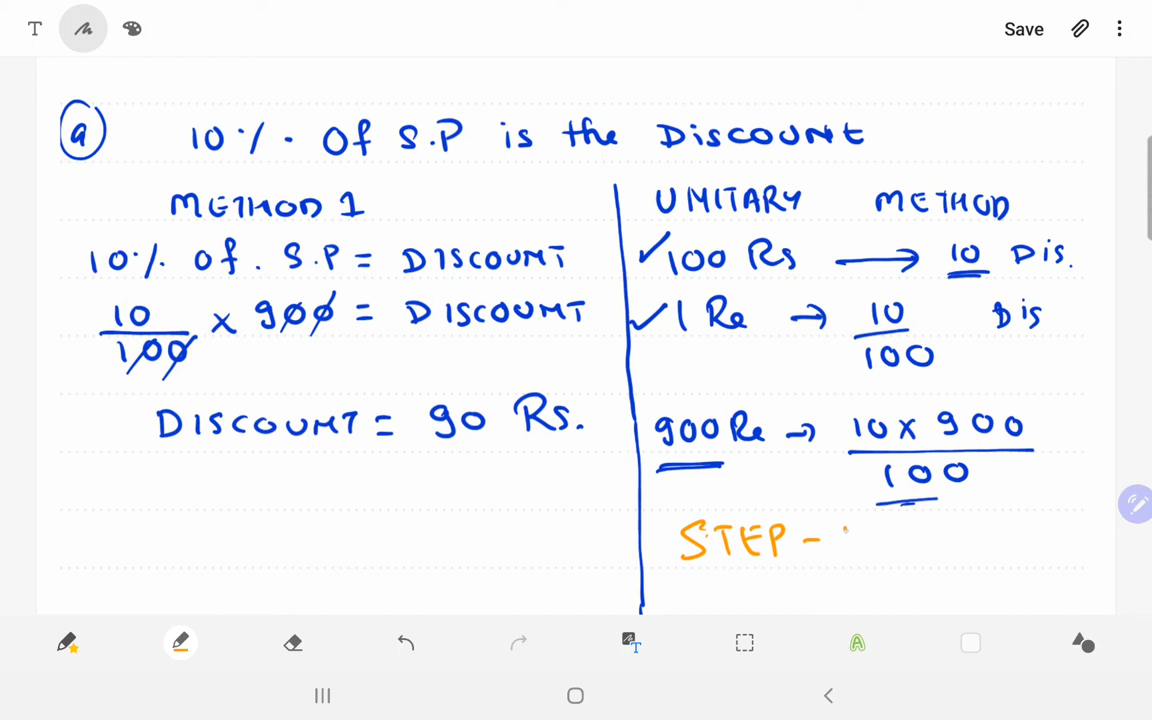 Save
a 10% . Of S.P is the DiscouNt
METHOD 1
10% of . S.P = DISCOUNT
10/100 x 900 = DISCOUNT
DISCOUNT = 90 Rs.
UNITARY METHOD
✓100 Rs → 10 Dis.
✓1 Re → 10/100 Dis
900 Re → 10 x 900/100
STEP -